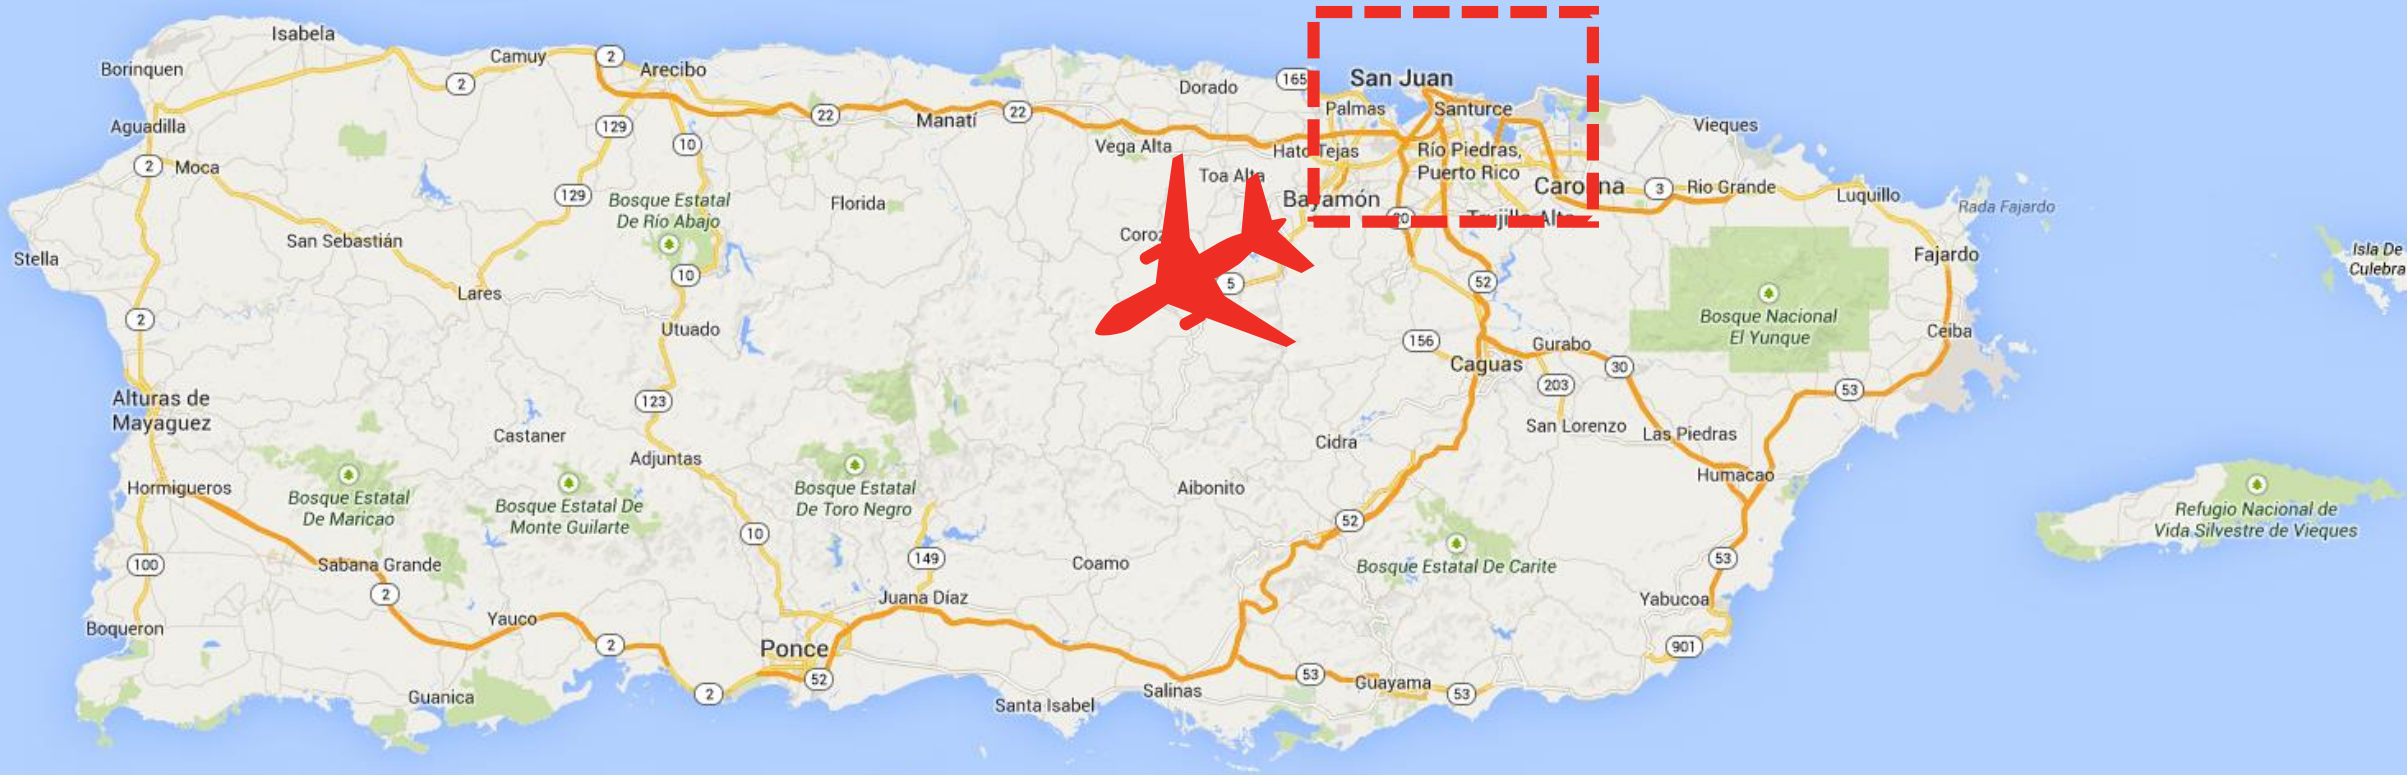 Isabela
Camuy
2
Borinquen
2
Arecibo
San Juan
165
Dorado
Palmas
Santurce
22
Manatí
22
Aguadilla
129
10
Vega Alta
Hato Tejas
Río Piedras,
Puerto Rico
Vieques
2
Moca
Toa Alta
Carolina
3
Rio Grande
Luquillo
129
Bosque Estatal
De Río Abajo
Florida
Bayamón
20
Trujillo Alto
Rada Fajardo
San Sebastián
Stella
10
5
52
Fajardo
Isla De
Culebra
Lares
2
Utuado
Bosque Nacional
El Yunque
Ceiba
156
Gurabo
Caguas
30
203
53
Alturas de
Mayaguez
123
Castaner
Adjuntas
Cidra
San Lorenzo
Las Piedras
Humacao
Hormigueros
Bosque Estatal
De Maricao
Bosque Estatal De
Monte Guilarte
Bosque Estatal
De Toro Negro
Aibonito
Refugio Nacional de
Vida Silvestre de Vieques
10
52
100
Sabana Grande
149
Coamo
Bosque Estatal De Carite
53
2
Juana Díaz
Yabucoa
Boqueron
Yauco
2
Ponce
901
52
2
Guanica
Santa Isabel
Salinas
53
Guayama
53